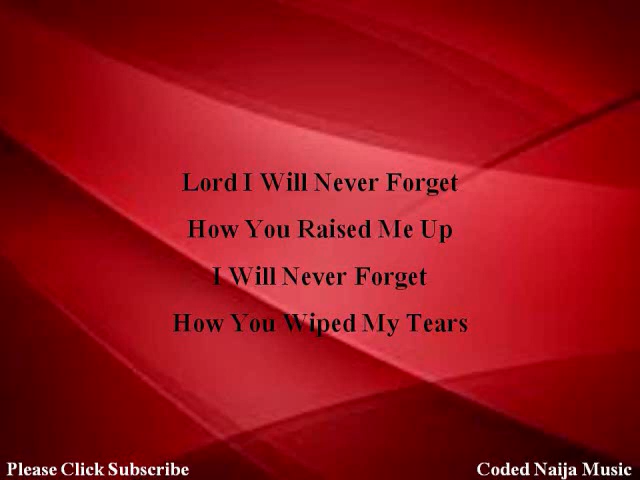 Lord I Will Never Forget
How You Raised Me Up
I Will Never Forget
How You Wiped My Tears
Please Click Subscribe
Coded Naija Music